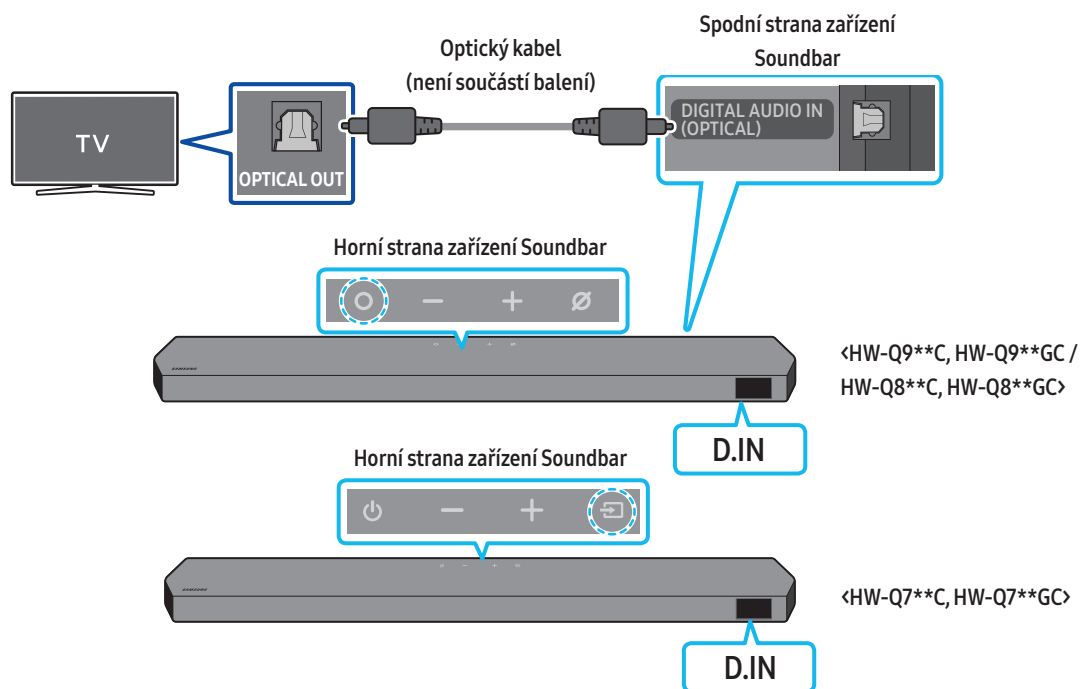 Spodní strana zařízení
Soundbar
Optický kabel
(není součástí balení)
DIGITAL AUDIO IN
(OPTICAL)
TV
OPTICAL OUT
Horní strana zařízení Soundbar
SAMSUNG
<HW-Q9**C, HW-Q9**GC /
HW-Q8**C, HW-Q8**GC>
D.IN
Horní strana zařízení Soundbar
SAMSUNG
<HW-Q7**C, HW-Q7**GC>
D.IN